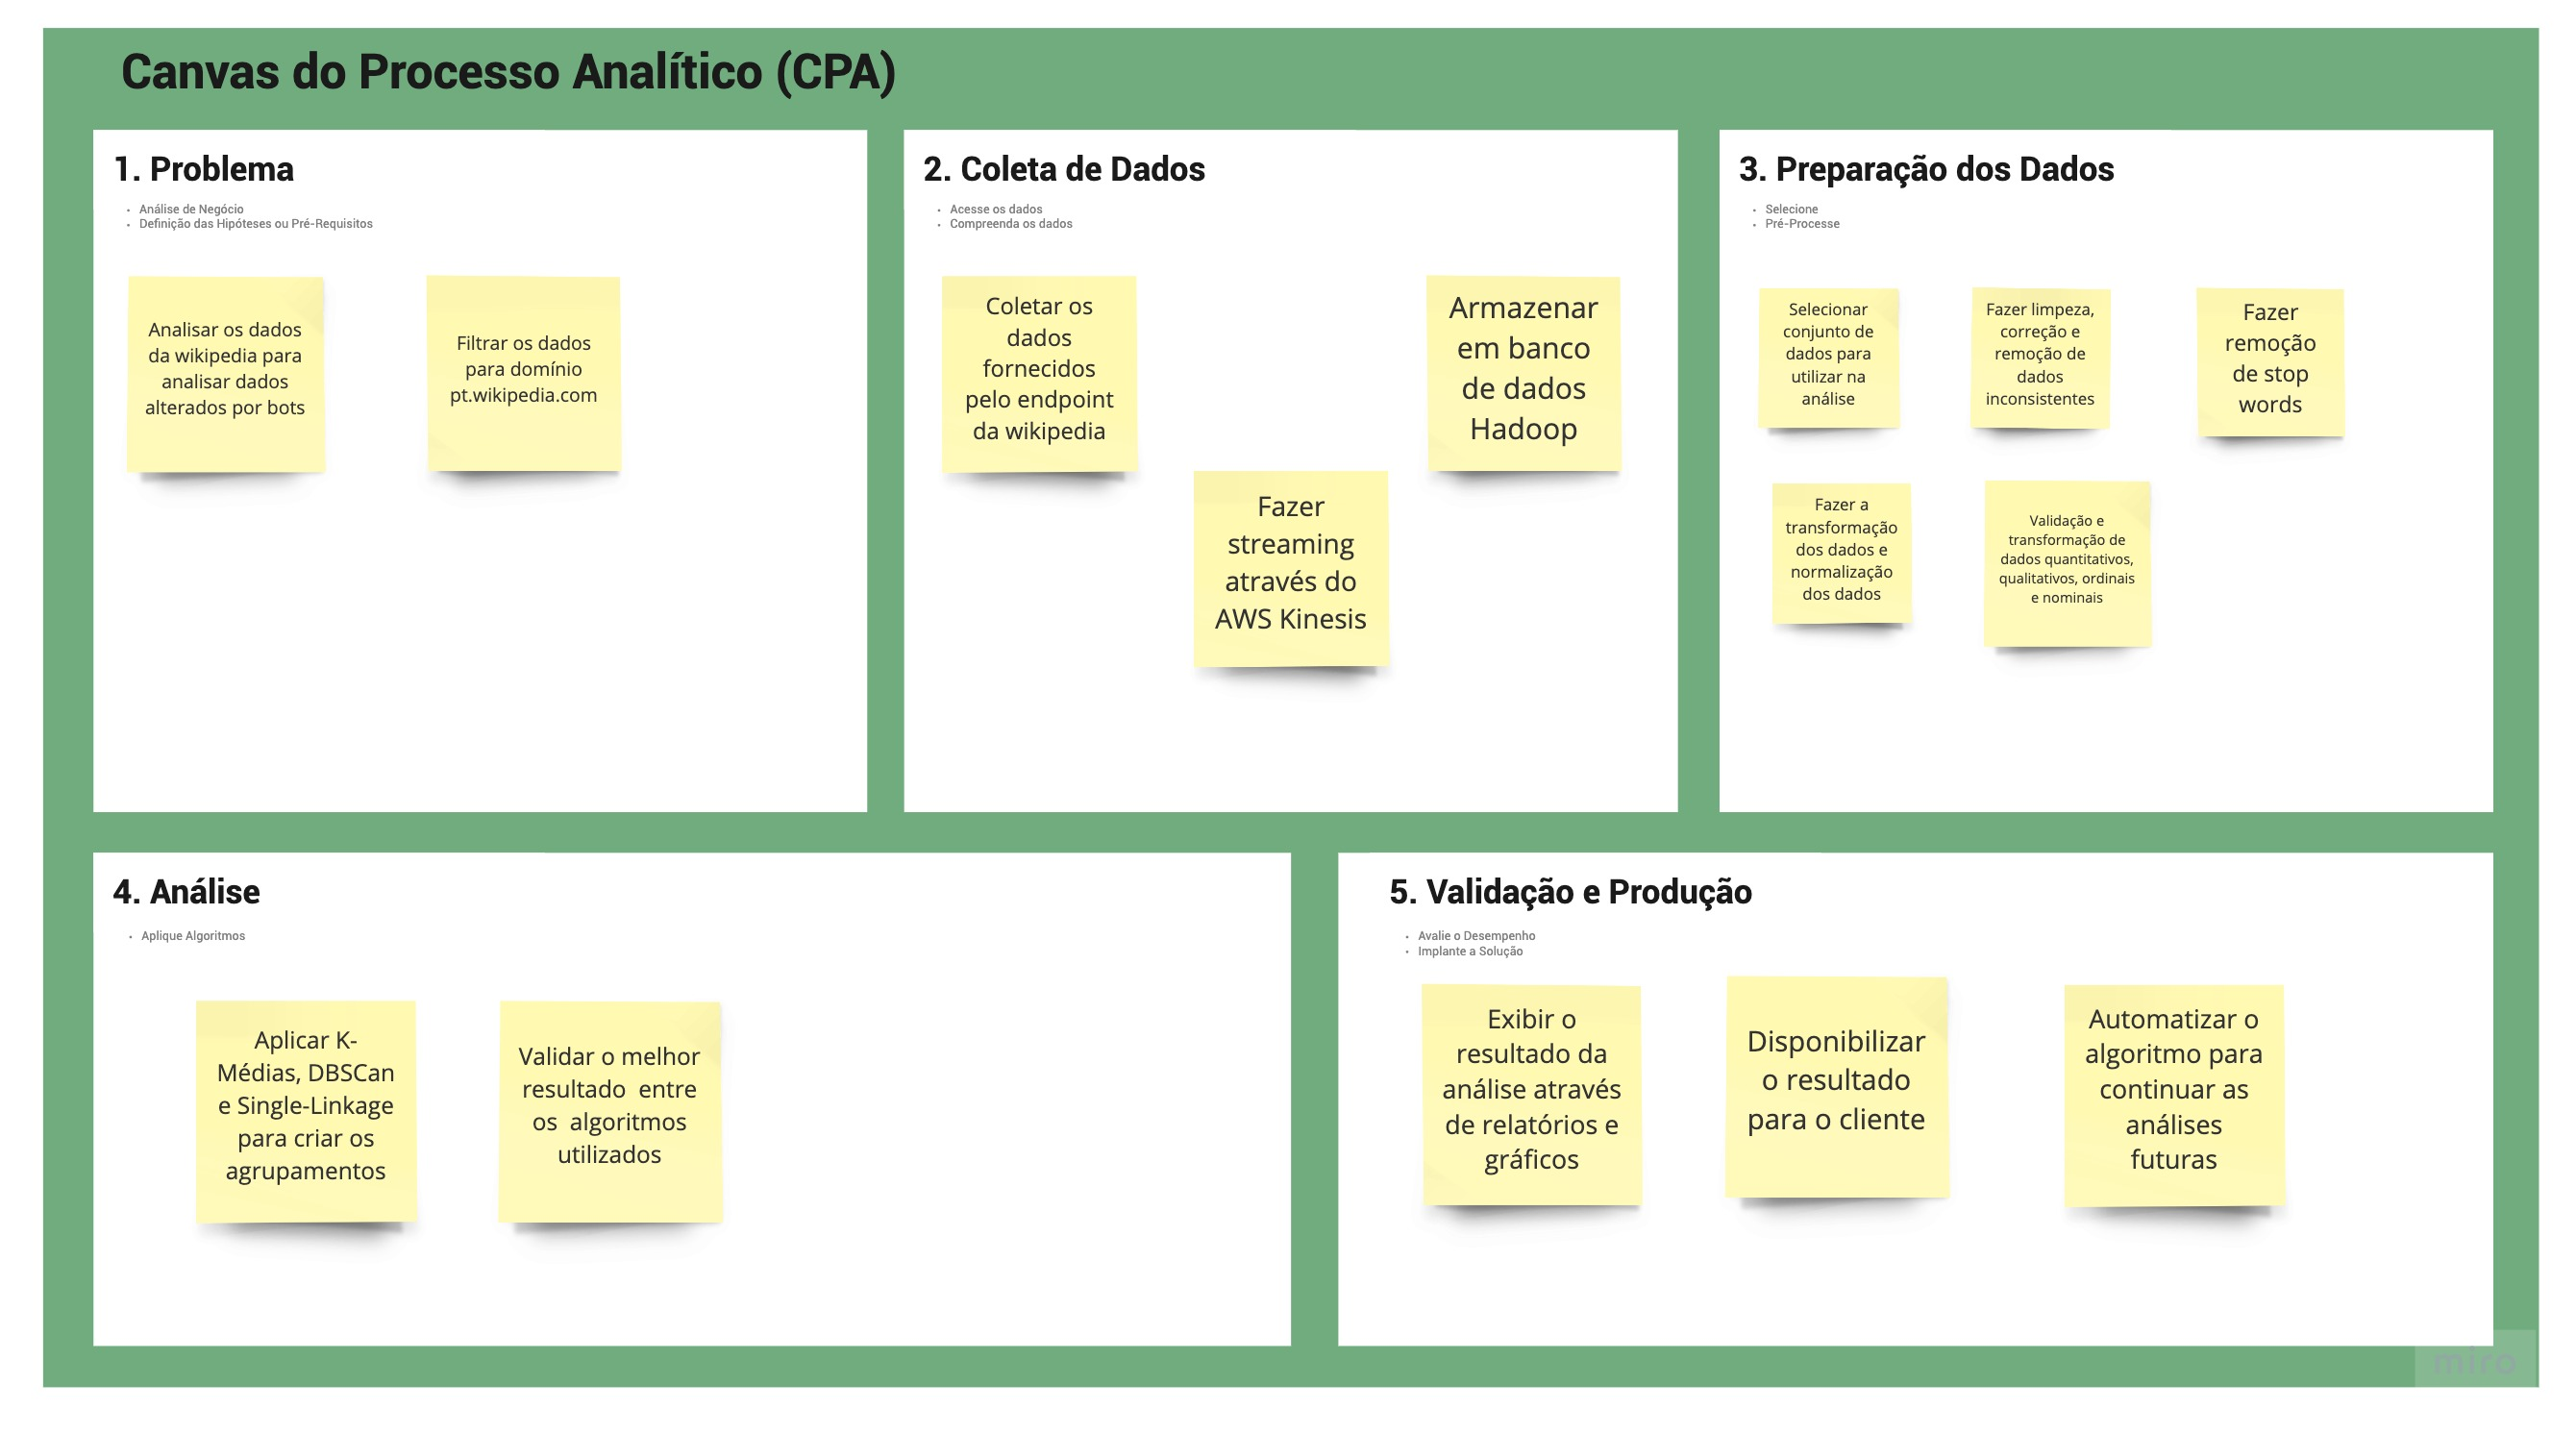 Canvas do Processo Analítico (CPA)
1. Problema
• Análise de Negócio
• Definição das Hipóteses ou Pré-Requisitos
Analisar os dados
da wikipedia para
analisar dados
alterados por bots
Filtrar os dados
para domínio
pt.wikipedia.com
2. Coleta de Dados
• Acesse os dados
• Compreenda os dados
Coletar os
dados
fornecidos
pelo endpoint
da wikipedia
Fazer
streaming
através do
AWS Kinesis
Armazenar
em banco
de dados
Hadoop
3. Preparação dos Dados
• Selecione
• Pré-Processe
Selecionar
conjunto de
dados para
utilizar na
análise
Fazer limpeza,
correção e
remoção de
dados
inconsistentes
Fazer
remoção
de stop
words
Fazer a
transformação
dos dados e
normalização
dos dados
Validação e
transformação de
dados quantitativos,
qualitativos, ordinais
e nominais
4. Análise
• Aplique Algoritmos
Aplicar K-
Médias, DBSCan
e Single-Linkage
para criar os
agrupamentos
Validar o melhor
resultado entre
os algoritmos
utilizados
5. Validação e Produção
• Avalie o Desempenho
• Implante a Solução
Exibir o
resultado da
análise através
de relatórios e
gráficos
Disponibilizar
o resultado
para o cliente
Automatizar o
algoritmo para
continuar as
análises
futuras
miro